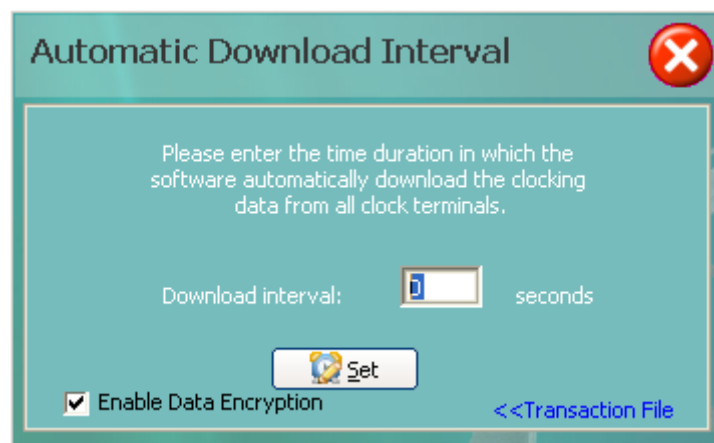 Automatic Download Interval
Please enter the time duration in which the
software automatically download the clocking
data from all clock terminals.
Download interval: 0 seconds
Set
Enable Data Encryption
<<Transaction File